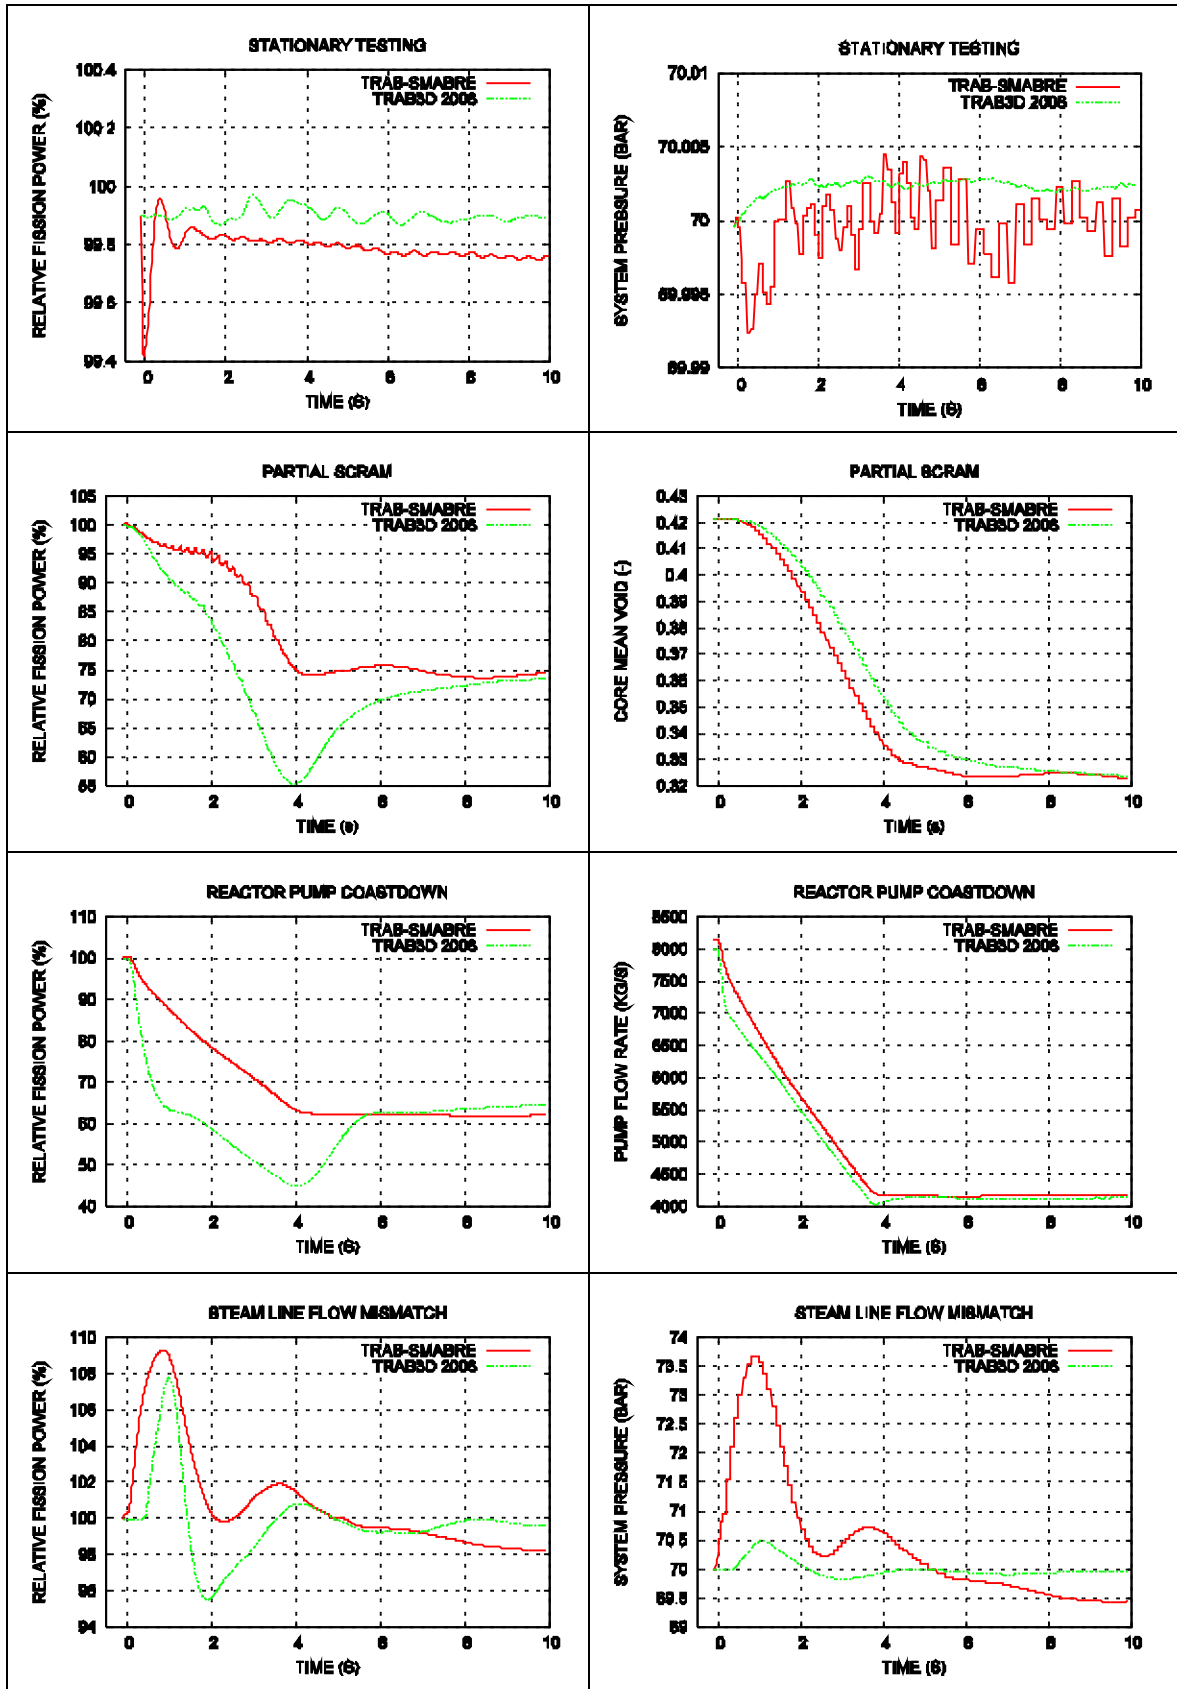 STATIONARY TESTING
RELATIVE FISSION POWER (%)
100.4
100.2
100
99.8
99.6
99.4
TRAB-SMABRE
TRAB3D 2006
0 2 4 6 8 10
TIME (S)
STATIONARY TESTING
SYSTEM PRESSURE (BAR)
70.01
70.005
70
69.995
69.99
TRAB-SMABRE
TRAB3D 2006
0 2 4 6 8 10
TIME (S)
PARTIAL SCRAM
RELATIVE FISSION POWER (%)
105
100
95
90
85
80
75
70
65
60
55
TRAB-SMABRE
TRAB3D 2006
0 2 4 6 8 10
TIME (s)
PARTIAL SCRAM
CORE MEAN VOID (-)
0.43
0.42
0.41
0.4
0.39
0.38
0.37
0.36
0.35
0.34
0.33
0.32
TRAB-SMABRE
TRAB3D 2006
0 2 4 6 8 10
TIME (s)
REACTOR PUMP COASTDOWN
RELATIVE FISSION POWER (%)
110
100
90
80
70
60
50
40
TRAB-SMABRE
TRAB3D 2006
0 2 4 6 8 10
TIME (S)
REACTOR PUMP COASTDOWN
PUMP FLOW RATE (KG/S)
8500
8000
7500
7000
6500
6000
5500
5000
4500
4000
TRAB-SMABRE
TRAB3D 2006
0 2 4 6 8 10
TIME (S)
STEAM LINE FLOW MISMATCH
RELATIVE FISSION POWER (%)
110
108
106
104
102
100
98
96
94
TRAB-SMABRE
TRAB3D 2006
0 2 4 6 8 10
TIME (S)
STEAM LINE FLOW MISMATCH
SYSTEM PRESSURE (BAR)
74
73.5
73
72.5
72
71.5
71
70.5
70
69.5
69
TRAB-SMABRE
TRAB3D 2006
0 2 4 6 8 10
TIME (S)